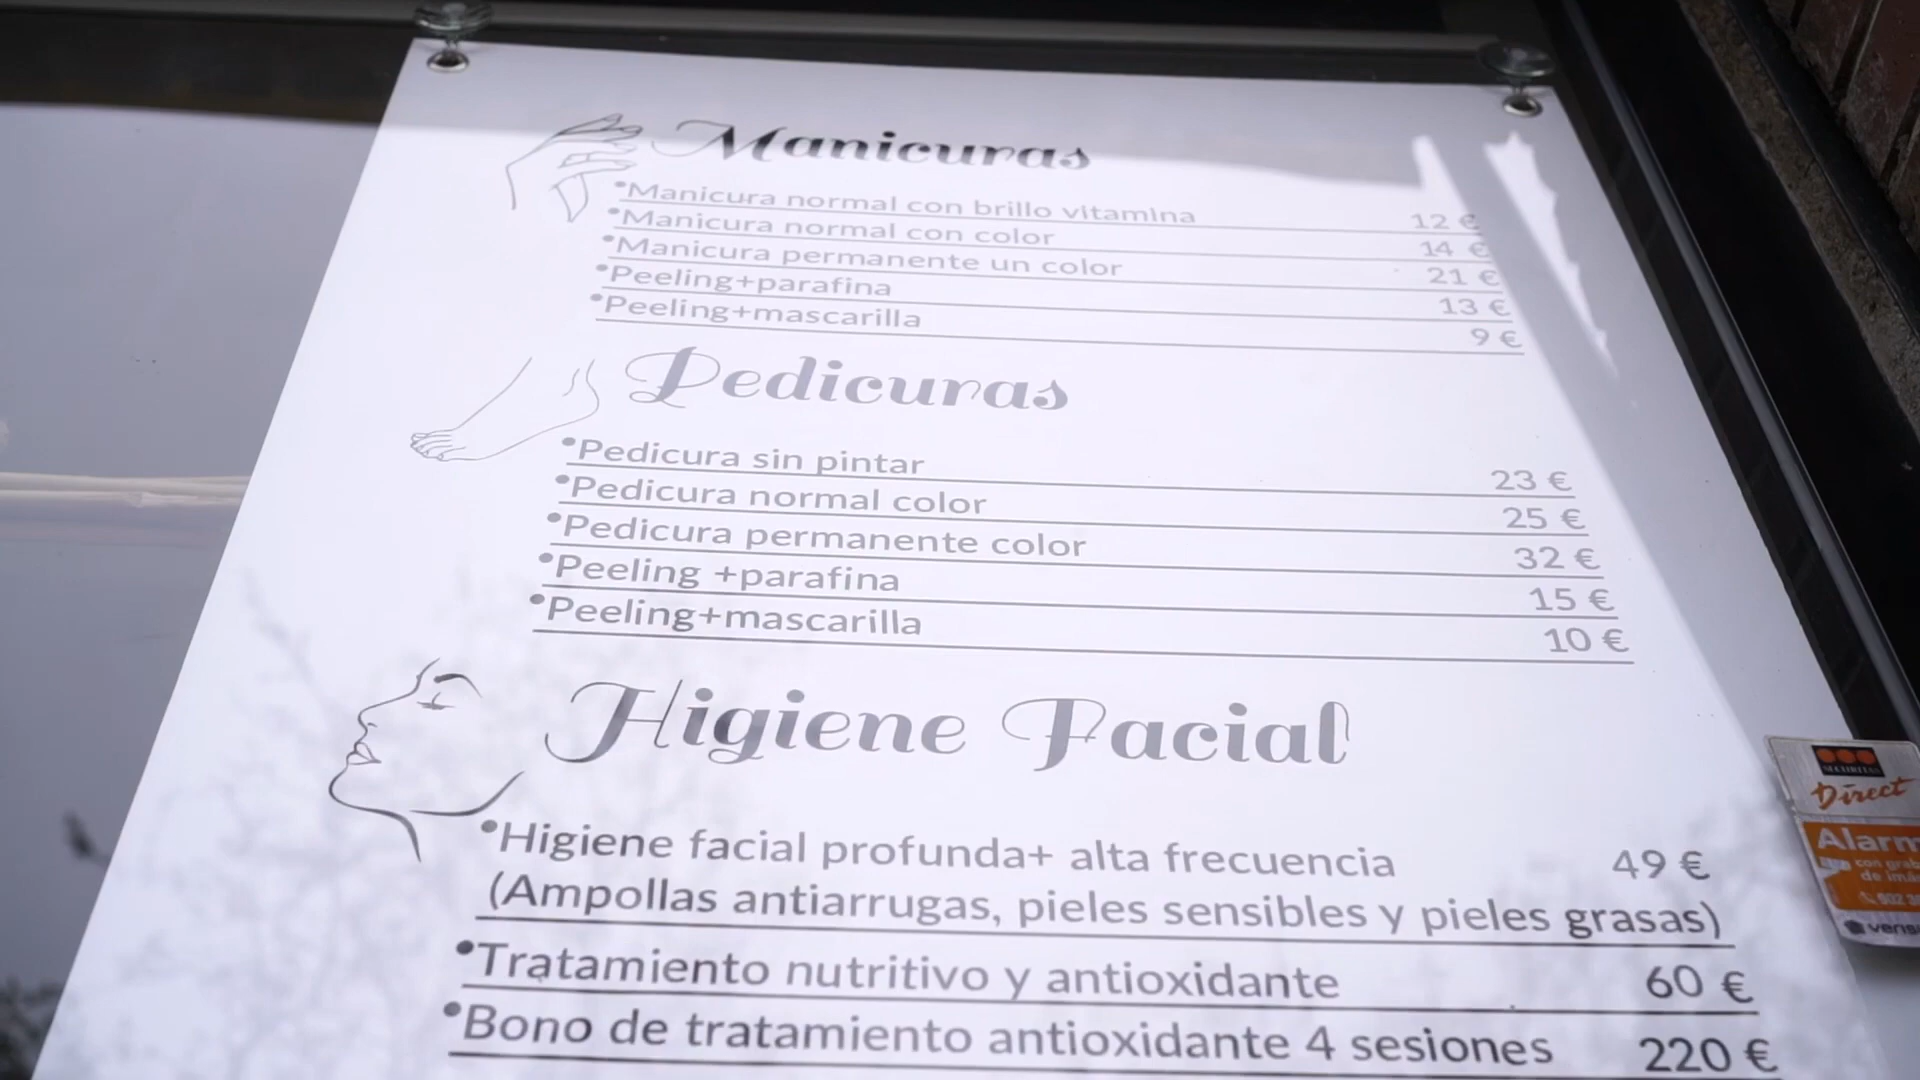 Manicuras
•Manicura normal con brillo vitamina 12 €
•Manicura normal con color 14 €
•Manicura permanente un color 21 €
•Peeling+parafina 13 €
•Peeling+mascarilla 9 €
Pedicuras
•Pedicura sin pintar 23 €
•Pedicura normal color 25 €
•Pedicura permanente color 32 €
•Peeling +parafina 15 €
•Peeling+mascarilla 10 €
Higiene Facial
•Higiene facial profunda+ alta frecuencia 49 €
(Ampollas antiarrugas, pieles sensibles y pieles grasas)
•Tratamiento nutritivo y antioxidante 60 €
•Bono de tratamiento antioxidante 4 sesiones 220 €
SECURITAS
Direct
Alarm
con